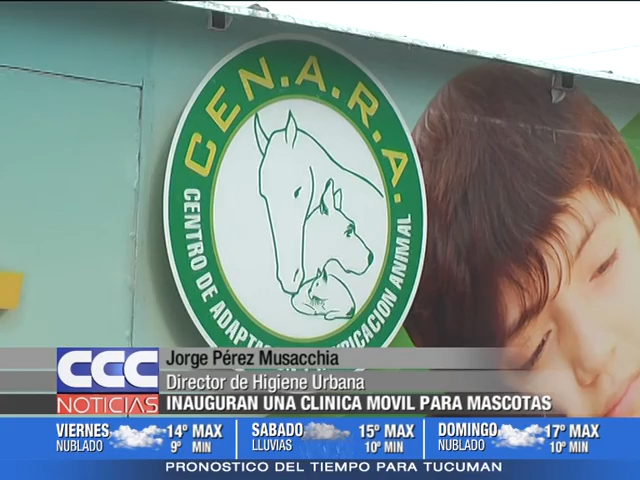 CEN.A.R.A.
CENTRO DE
ANIMAL
Jorge Pérez Musacchia
Director de Higiene Urbana
INAUGURAN UNA CLINICA MOVIL PARA MASCOTAS
CCC
NOTICIAS
VIERNES 14º MAX
NUBLADO 9º MIN
SABADO 15º MAX
LLUVIAS 10º MIN
DOMINGO 17º MAX
NUBLADO 10º MIN
PRONOSTICO DEL TIEMPO PARA TUCUMAN